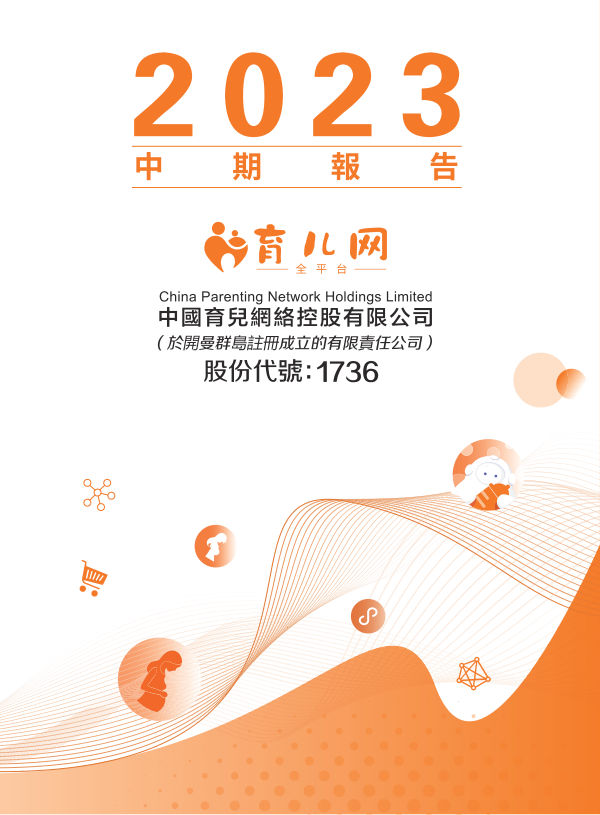 2023
中期報告
育儿网
全平台
China Parenting Network Holdings Limited
中國育兒網絡控股有限公司
（於開曼群島註冊成立的有限責任公司）
股份代號：1736